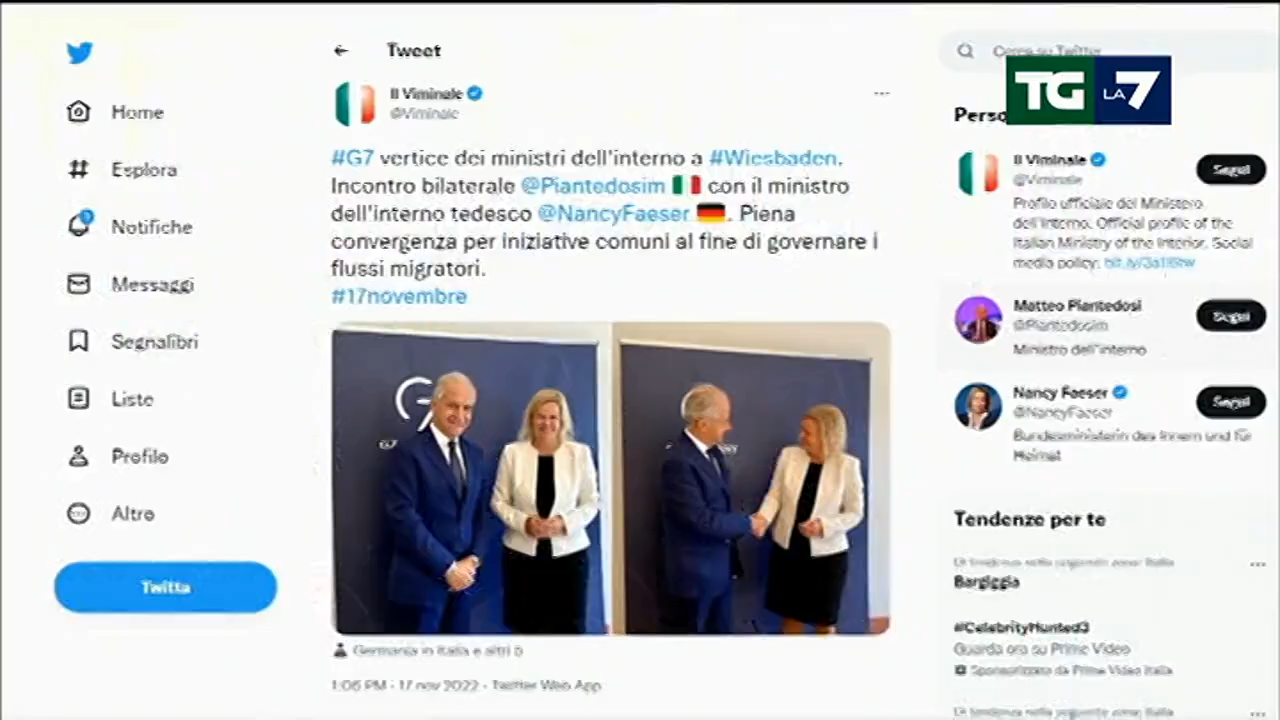 Tweet
Cerca su Twitter
TG LA7
Home
Esplora
Notifiche
Messaggi
Segnalibri
Liste
Profilo
Altro
Twitta
Il Viminale
@Viminale
#G7 vertice dei ministri dell'interno a #Wiesbaden.
Incontro bilaterale @Piantedosim 🇮🇹 con il ministro
dell'interno tedesco @NancyFaeser 🇩🇪. Piena
convergenza per iniziative comuni al fine di governare i
flussi migratori.
#17novembre
Germania in Italia e altri 5
1:06 PM · 17 nov 2022 · Twitter Web App
Il Viminale
@Viminale
Segui
Profilo ufficiale del Ministero
dell'Interno. Official profile of the
Italian Ministry of the Interior. Social
media policy:
Matteo Piantedosi
@Piantedosim
Segui
Ministro dell'interno
Nancy Faeser
@NancyFaeser
Segui
Bundesministerin des Innern und für
Heimat
Tendenze per te
Bargiggia
#CelebrityHunted3
Guarda ora su Prime Video
Sponsorizzato da Prime Video Italia